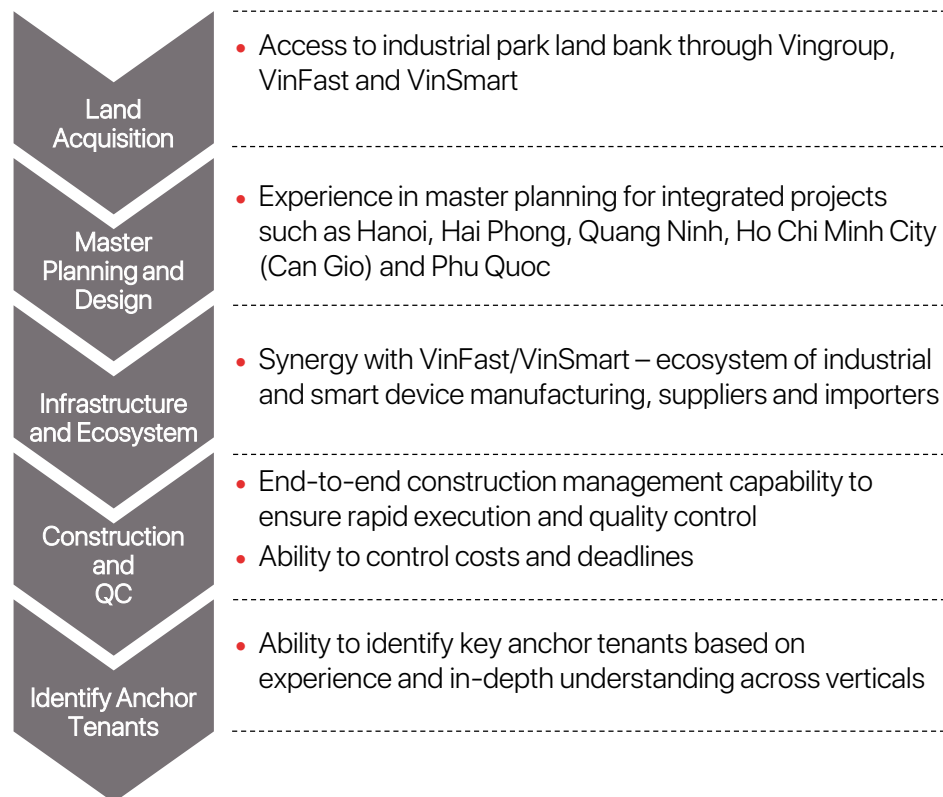 Land
Acquisition
• Access to industrial park land bank through Vingroup,
VinFast and VinSmart
Master
Planning and
Design
• Experience in master planning for integrated projects
such as Hanoi, Hai Phong, Quang Ninh, Ho Chi Minh City
(Can Gio) and Phu Quoc
Infrastructure
and Ecosystem
• Synergy with VinFast/VinSmart – ecosystem of industrial
and smart device manufacturing, suppliers and importers
Construction
and
QC
• End-to-end construction management capability to
ensure rapid execution and quality control
• Ability to control costs and deadlines
Identify Anchor
Tenants
• Ability to identify key anchor tenants based on
experience and in-depth understanding across verticals